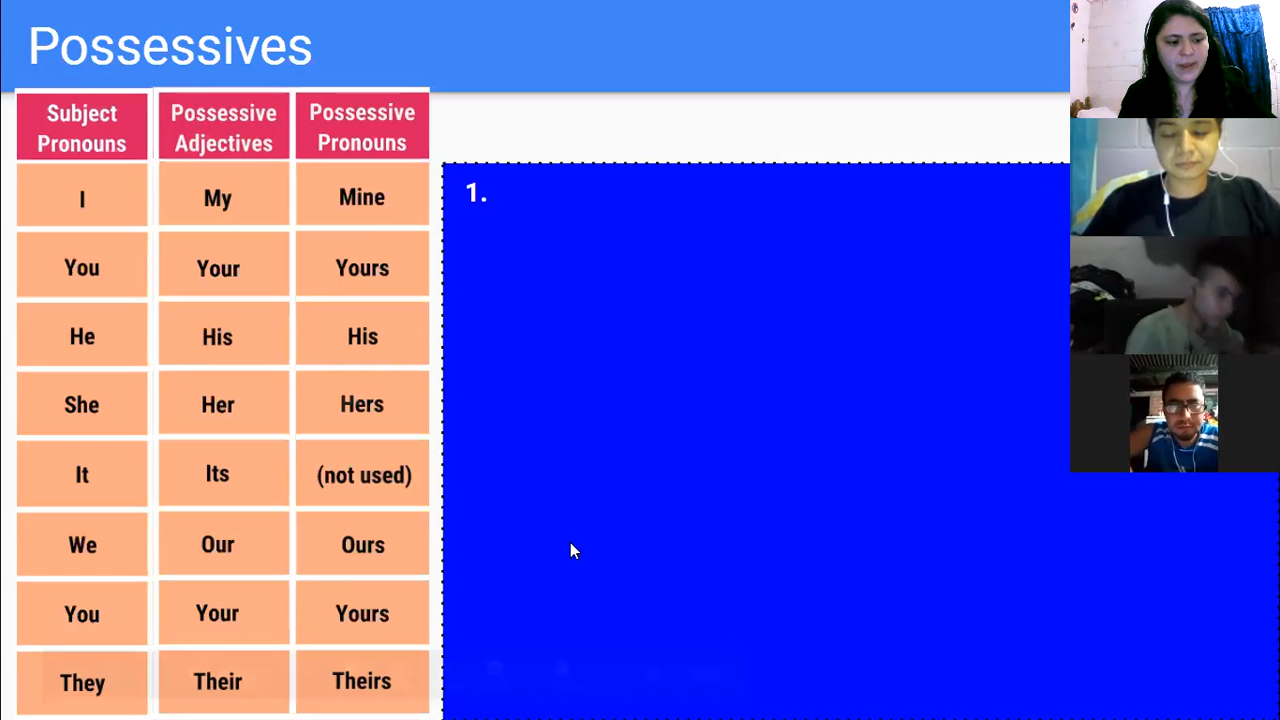 Possessives
Subject Pronouns Possessive Adjectives Possessive Pronouns
I My Mine
You Your Yours
He His His
She Her Hers
It Its (not used)
We Our Ours
You Your Yours
They Their Theirs
1.